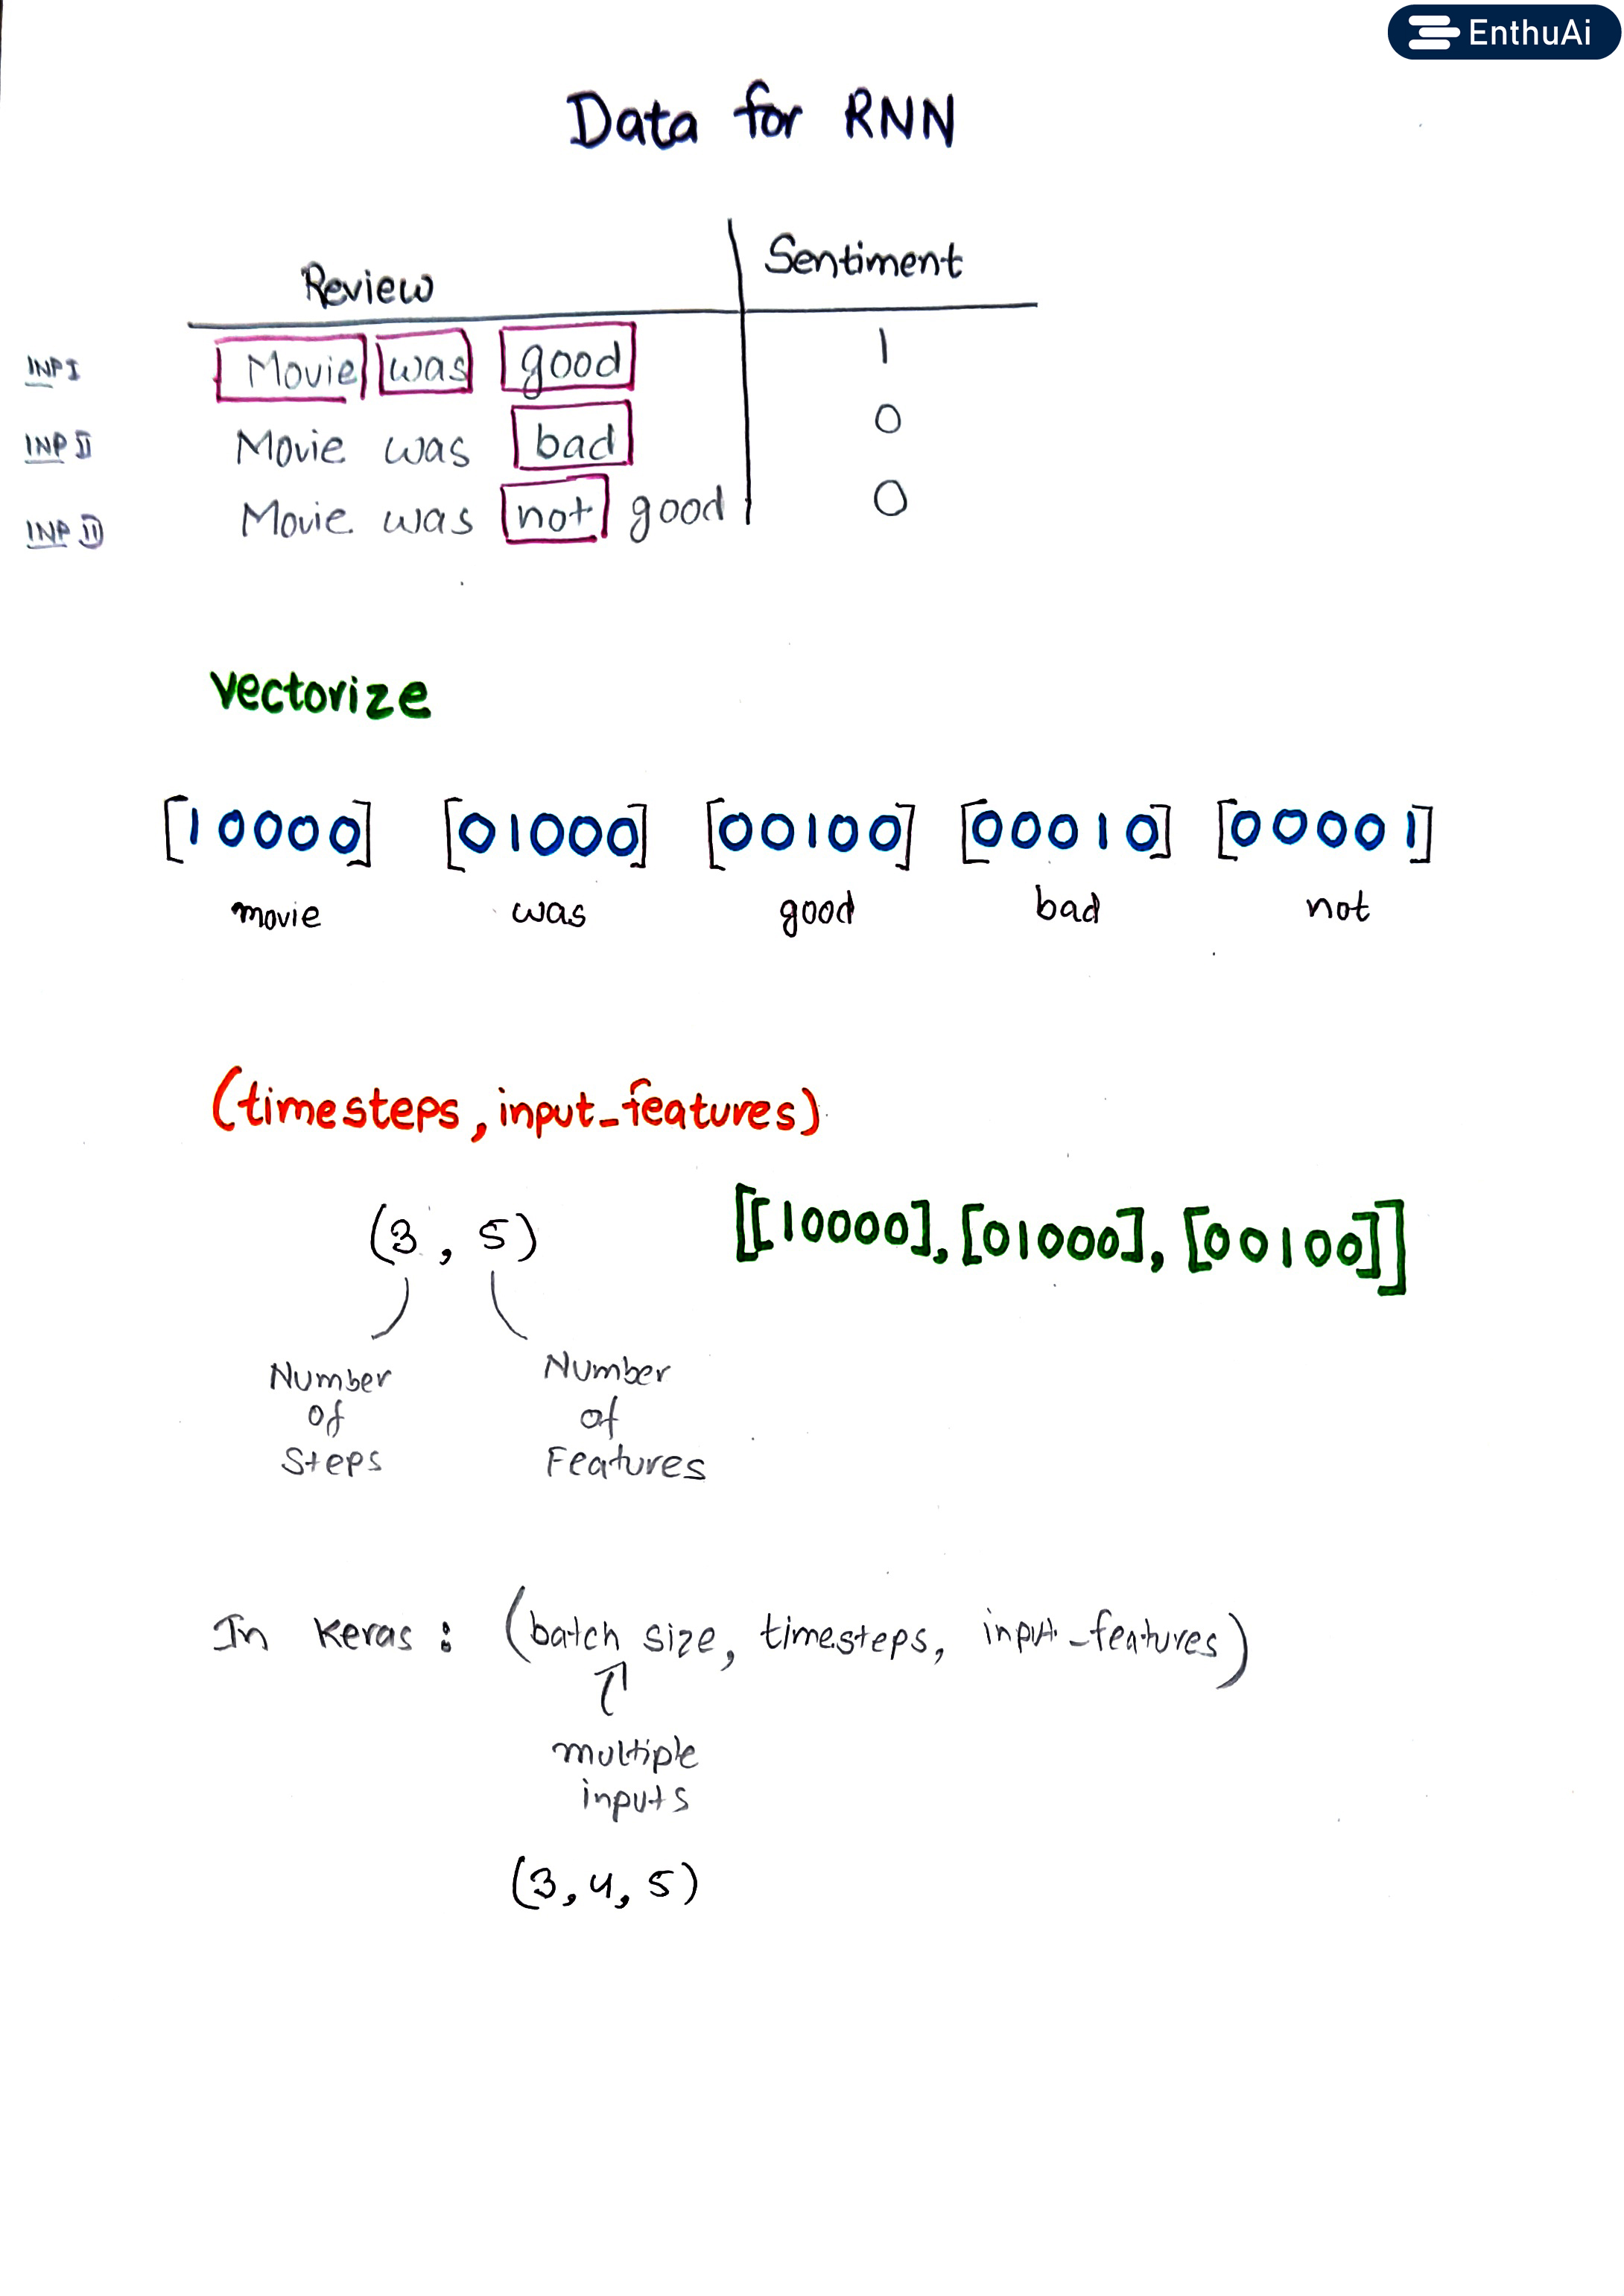 EnthuAi
Data for RNN
Review Sentiment
INP I Movie was good 1
INP II Movie was bad 0
INP III Movie was not good 0
Vectorize
[10000] [01000] [00100] [00010] [00001]
movie was good bad not
(timesteps, input_features)
(3, 5) [[10000], [01000], [00100]]
Number Number
of of
Steps Features
In Keras: (batch size, timesteps, input_features)
multiple
inputs
(3, 4, 5)